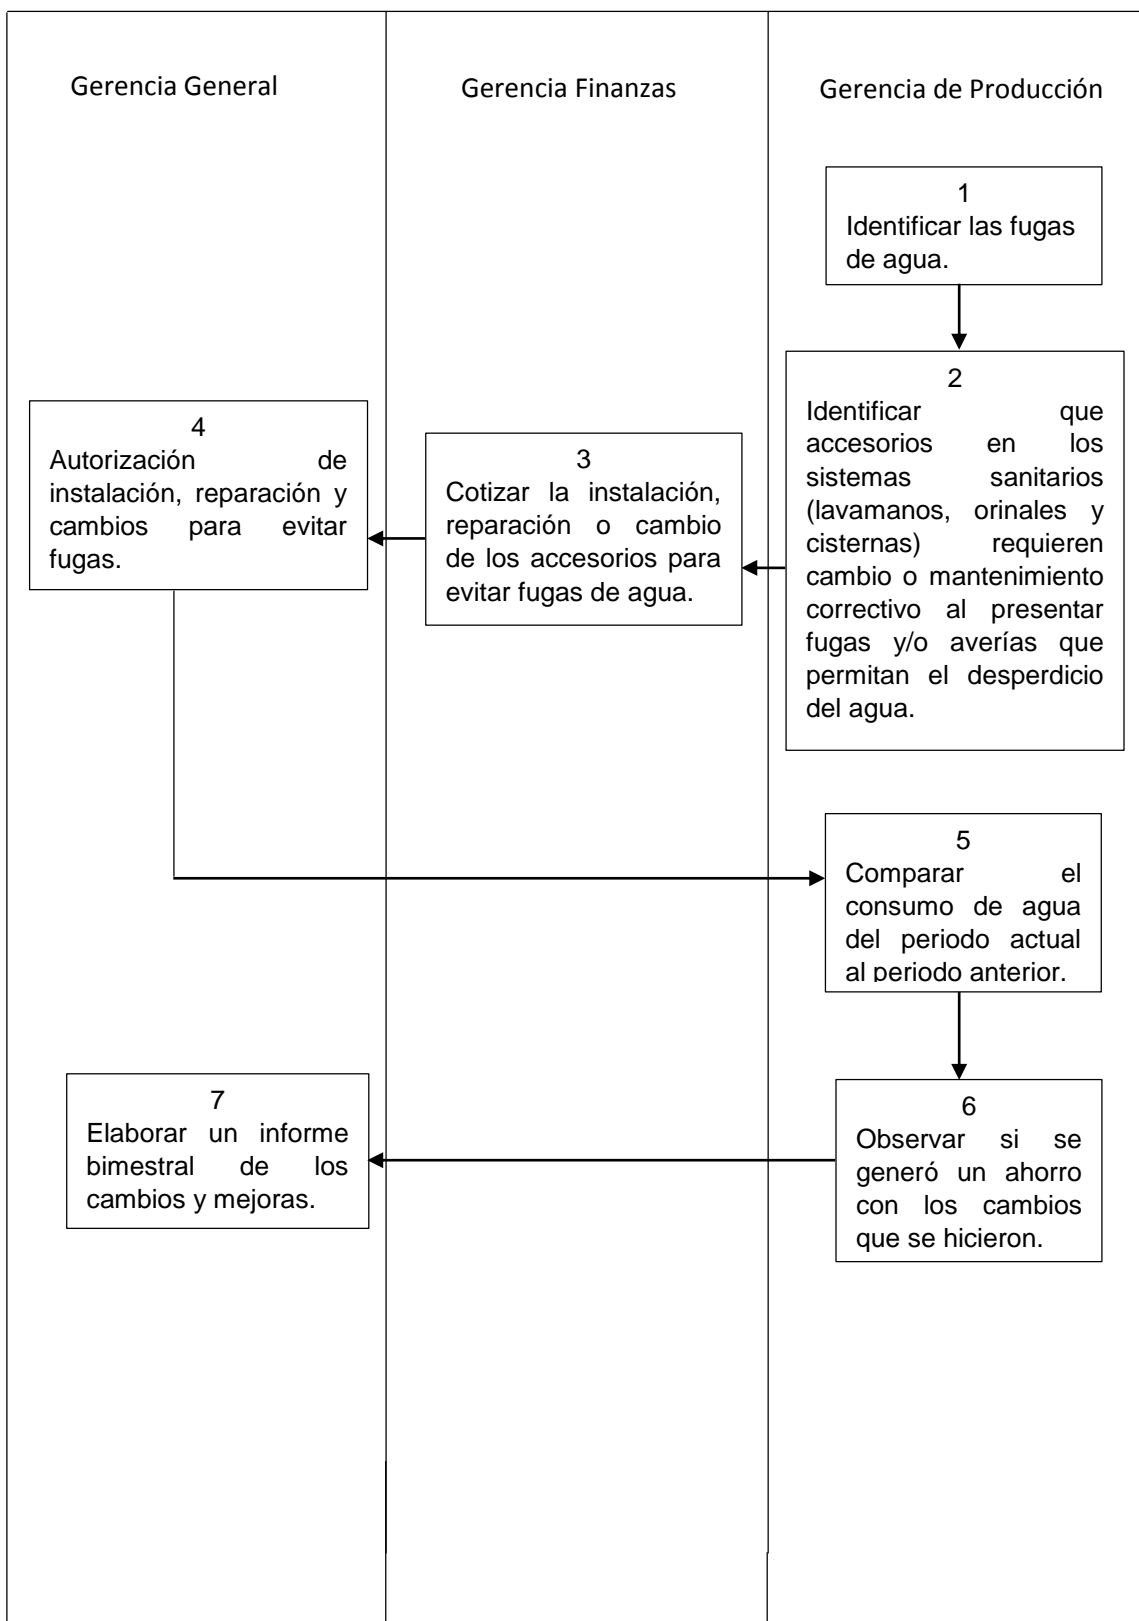 Gerencia General
Gerencia Finanzas
Gerencia de Producción
1
Identificar las fugas
de agua.
2
Identificar que
accesorios en los
sistemas sanitarios
(lavamanos, orinales y
cisternas) requieren
cambio o mantenimiento
correctivo al presentar
fugas y/o averías que
permitan el desperdicio
del agua.
3
Cotizar la instalación,
reparación o cambio
de los accesorios para
evitar fugas de agua.
4
Autorización de
instalación, reparación y
cambios para evitar
fugas.
5
Comparar el
consumo de agua
del periodo actual
al periodo anterior.
6
Observar si se
generó un ahorro
con los cambios
que se hicieron.
7
Elaborar un informe
bimestral de los
cambios y mejoras.